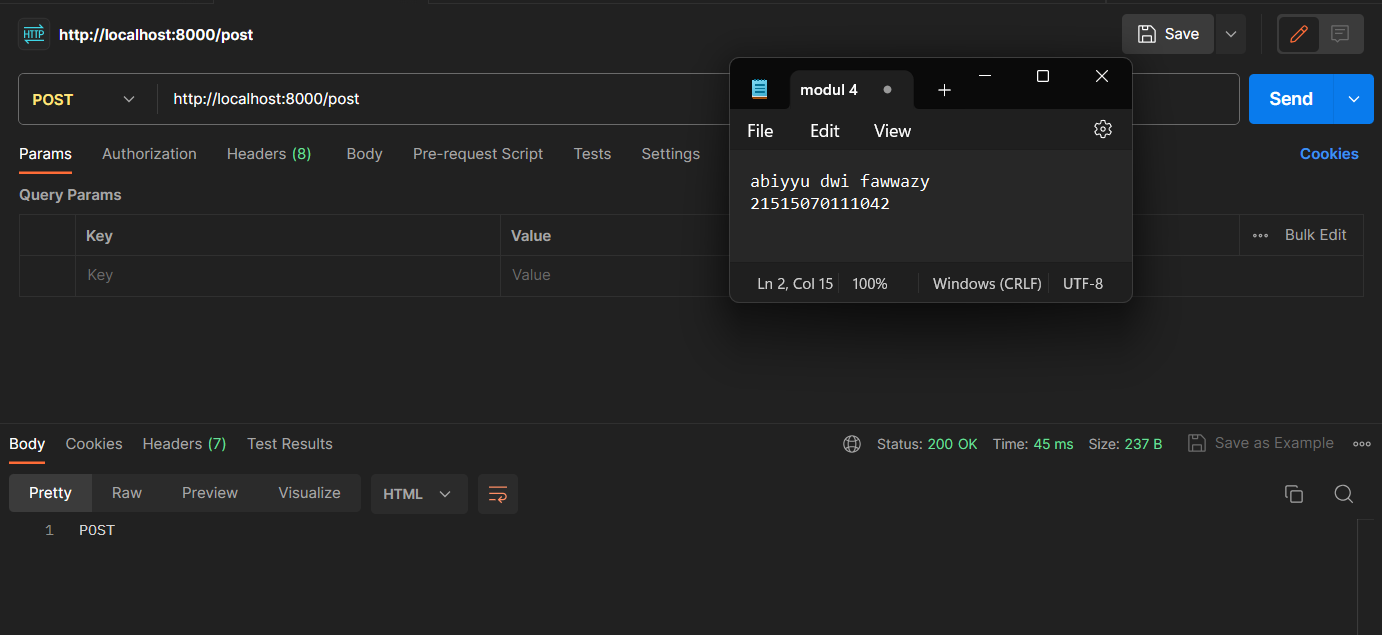 HTTP http://localhost:8000/post Save
POST http://localhost:8000/post Send
modul 4
File Edit View
abiyyu dwi fawwazy
21515070111042
Ln 2, Col 15 100% Windows (CRLF) UTF-8
Params Authorization Headers (8) Body Pre-request Script Tests Settings Cookies
Query Params
Key Value Bulk Edit
Key Value
Body Cookies Headers (7) Test Results Status: 200 OK Time: 45 ms Size: 237 B Save as Example
Pretty Raw Preview Visualize HTML
1 POST